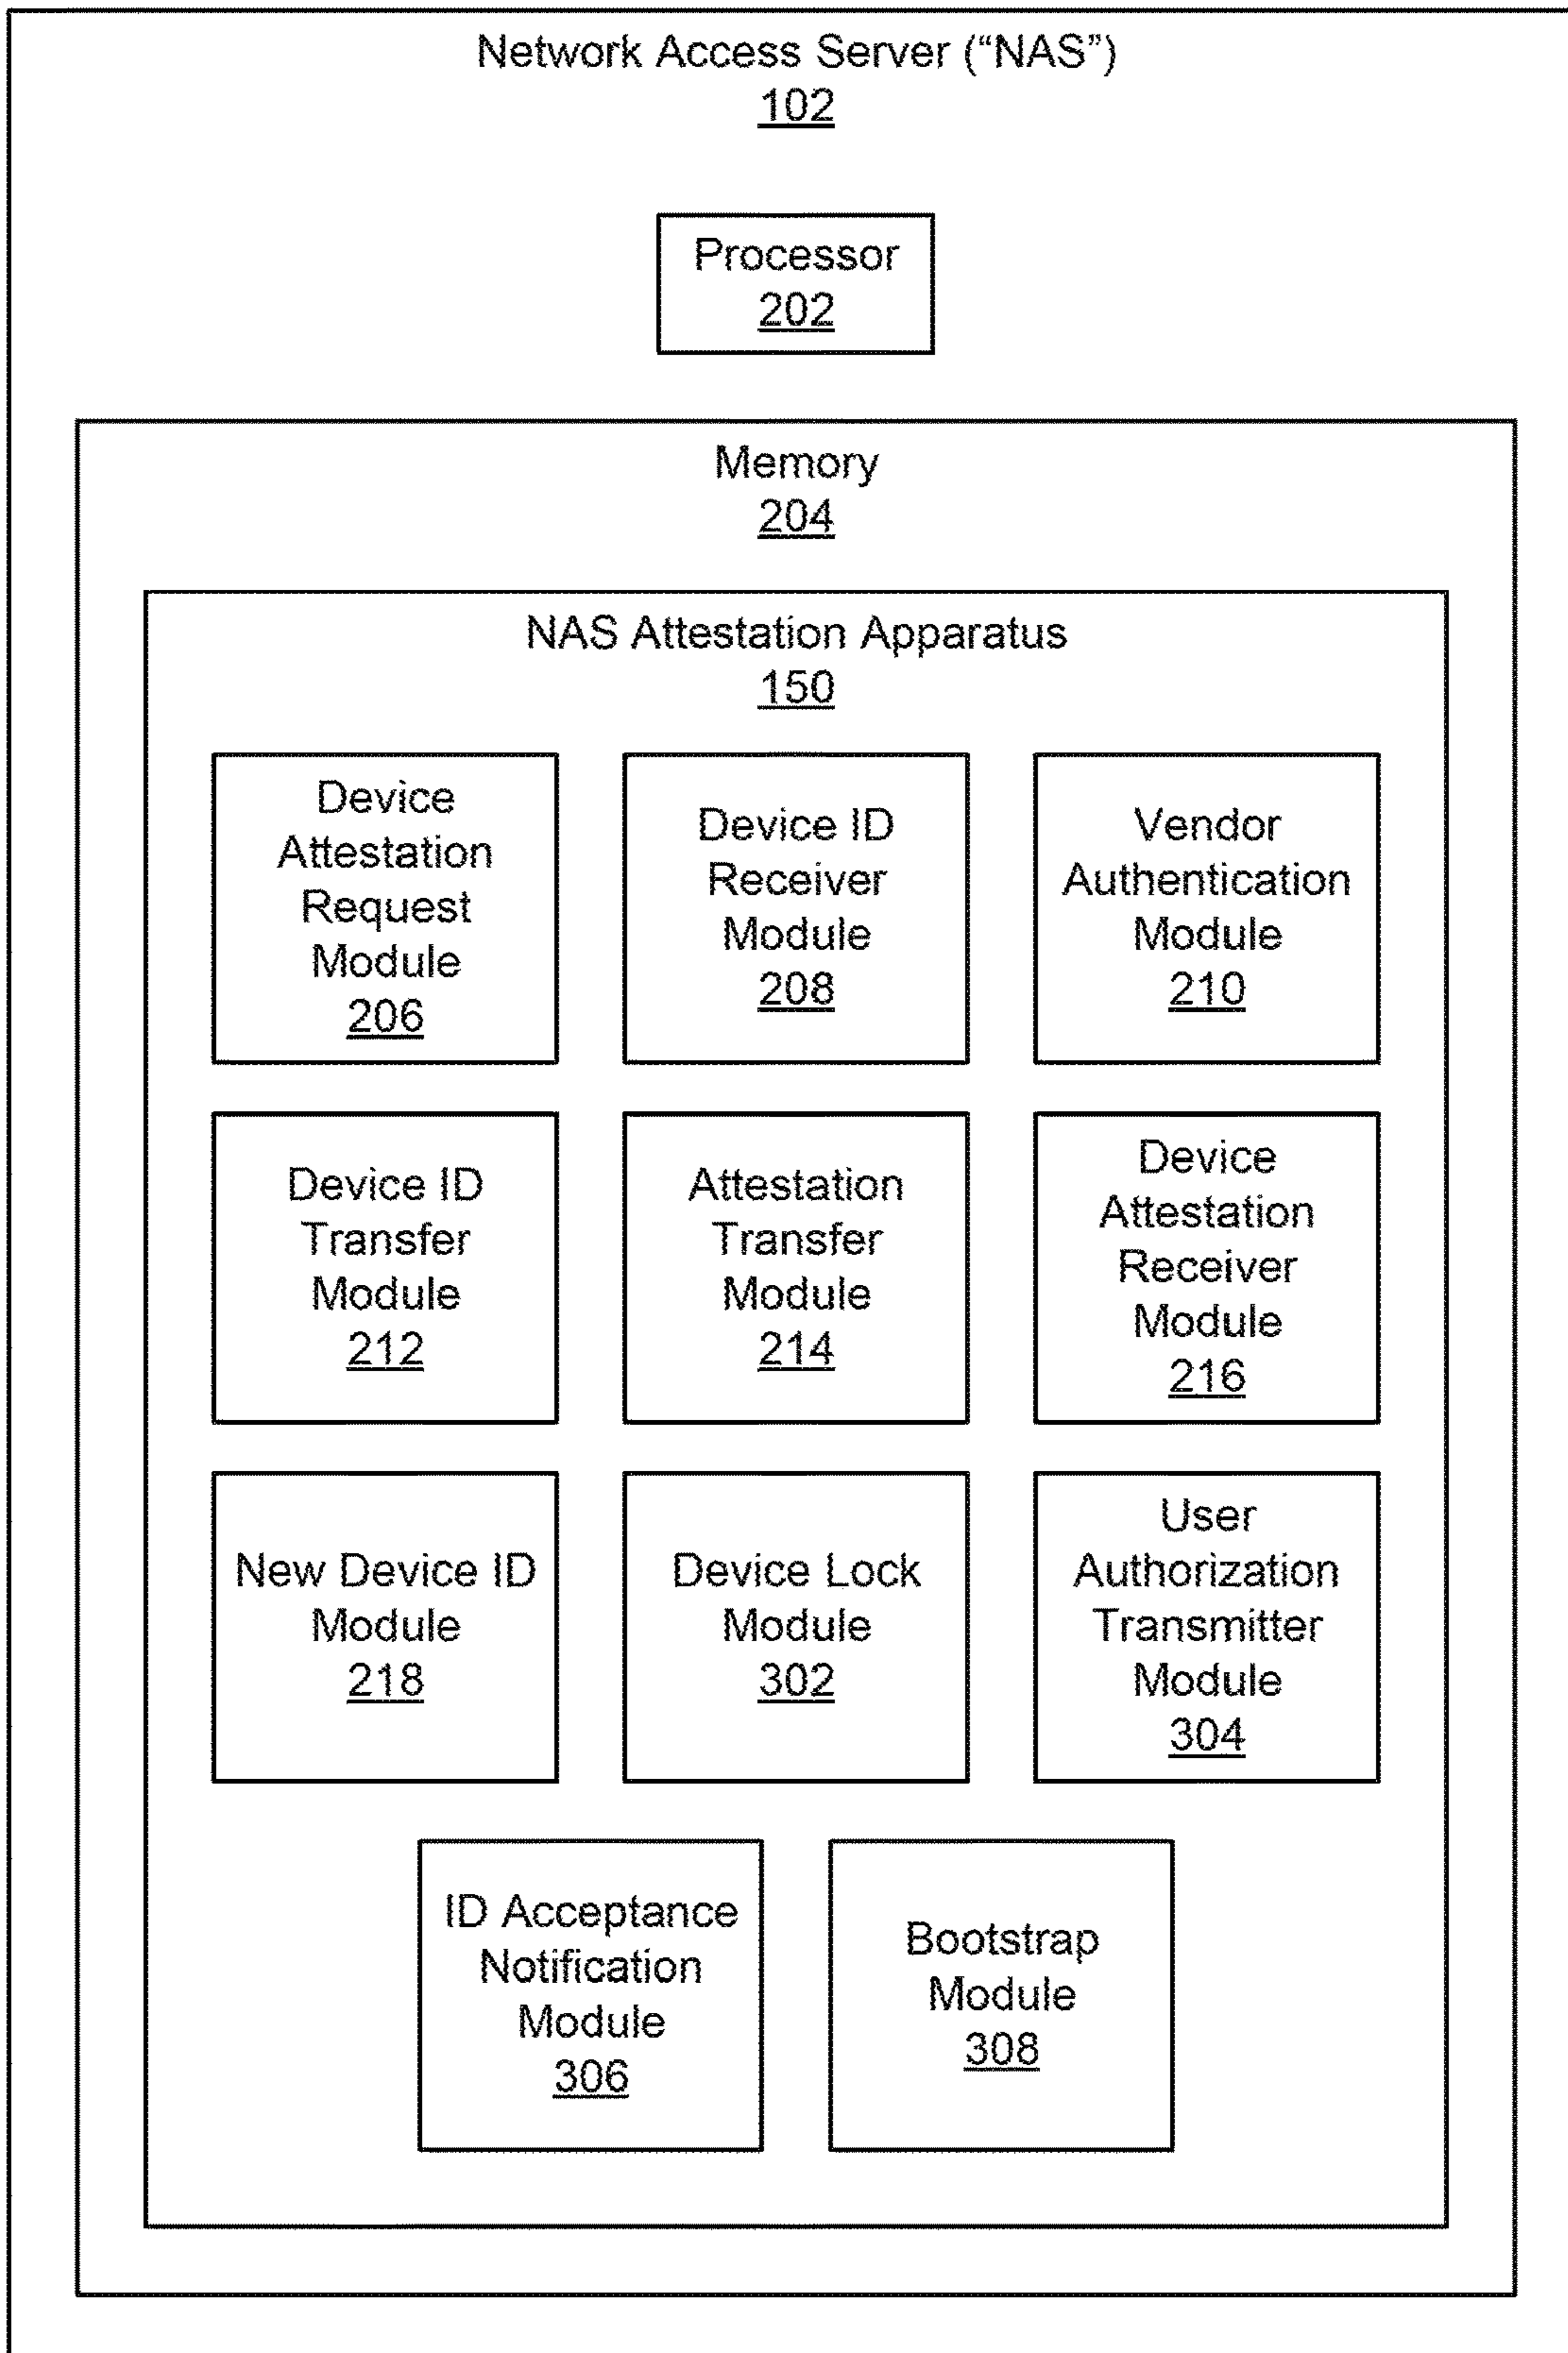 Network Access Server (“NAS”)
102
Processor
202
Memory
204
NAS Attestation Apparatus
150
Device
Attestation
Request
Module
206
Device ID
Receiver
Module
208
Vendor
Authentication
Module
210
Device ID
Transfer
Module
212
Attestation
Transfer
Module
214
Device
Attestation
Receiver
Module
216
New Device ID
Module
218
Device Lock
Module
302
User
Authorization
Transmitter
Module
304
ID Acceptance
Notification
Module
306
Bootstrap
Module
308